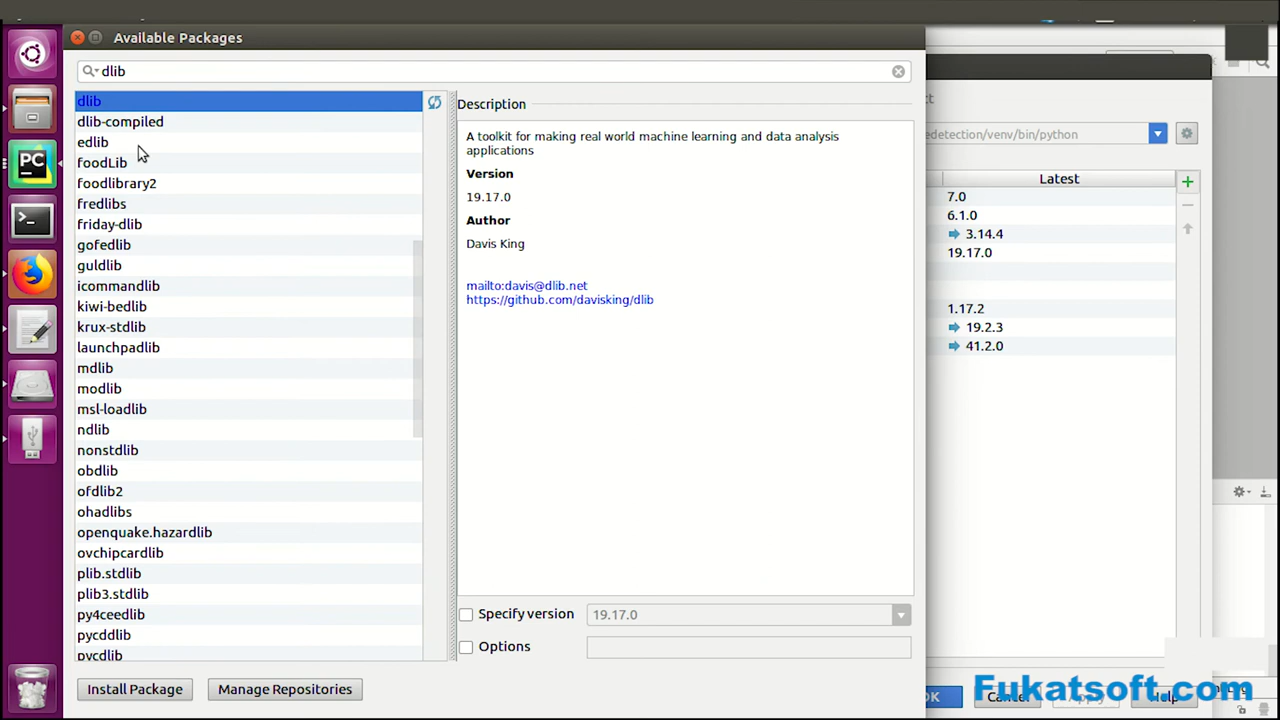 Available Packages
dlib
dlib
dlib-compiled
edlib
foodLib
foodlibrary2
fredlibs
friday-dlib
gofedlib
guldlib
icommandlib
kiwi-bedlib
krux-stdlib
launchpadlib
mdlib
modlib
msl-loadlib
ndlib
nonstdlib
obdlib
ofdlib2
ohadlibs
openquake.hazardlib
ovchipcardlib
plib.stdlib
plib3.stdlib
py4ceedlib
pycddlib
pycdlib
Install Package
Manage Repositories
Description
A toolkit for making real world machine learning and data analysis
applications
Version
19.17.0
Author
Davis King
mailto:davis@dlib.net
https://github.com/davisking/dlib
Specify version
19.17.0
Options
edetection/venv/bin/python
Latest
7.0
6.1.0
3.14.4
19.17.0
1.17.2
19.2.3
41.2.0
PC
Fukatsoft.com